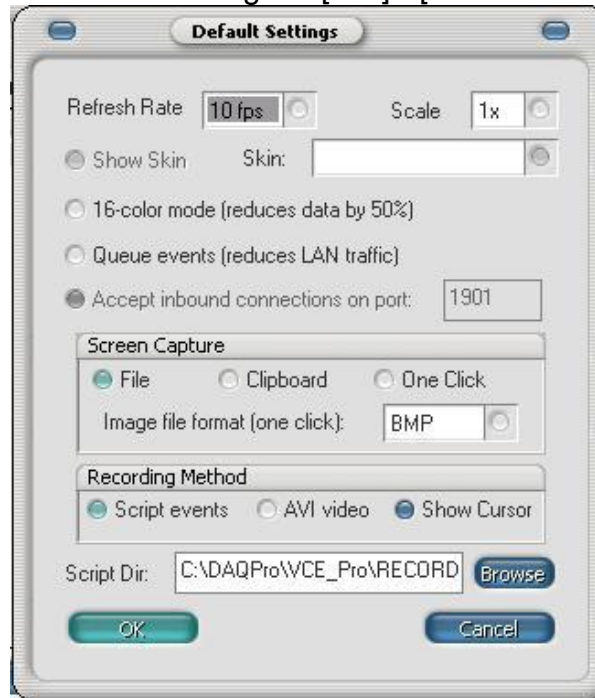 Default Settings
Refresh Rate 10 fps Scale 1x
Show Skin Skin:
16-color mode (reduces data by 50%)
Queue events (reduces LAN traffic)
Accept inbound connections on port: 1901
Screen Capture
File Clipboard One Click
Image file format (one click): BMP
Recording Method
Script events AVI video Show Cursor
Script Dir: C:\DAQPro\VCE_Pro\RECORD Browse
OK Cancel